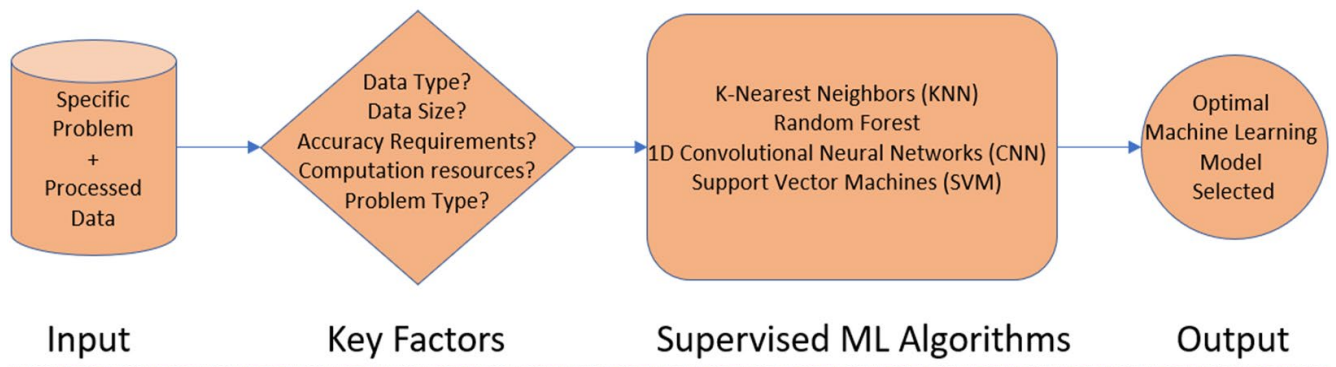 Specific
Problem
+
Processed
Data
Data Type?
Data Size?
Accuracy Requirements?
Computation resources?
Problem Type?
K-Nearest Neighbors (KNN)
Random Forest
1D Convolutional Neural Networks (CNN)
Support Vector Machines (SVM)
Optimal
Machine Learning
Model
Selected
Input
Key Factors
Supervised ML Algorithms
Output